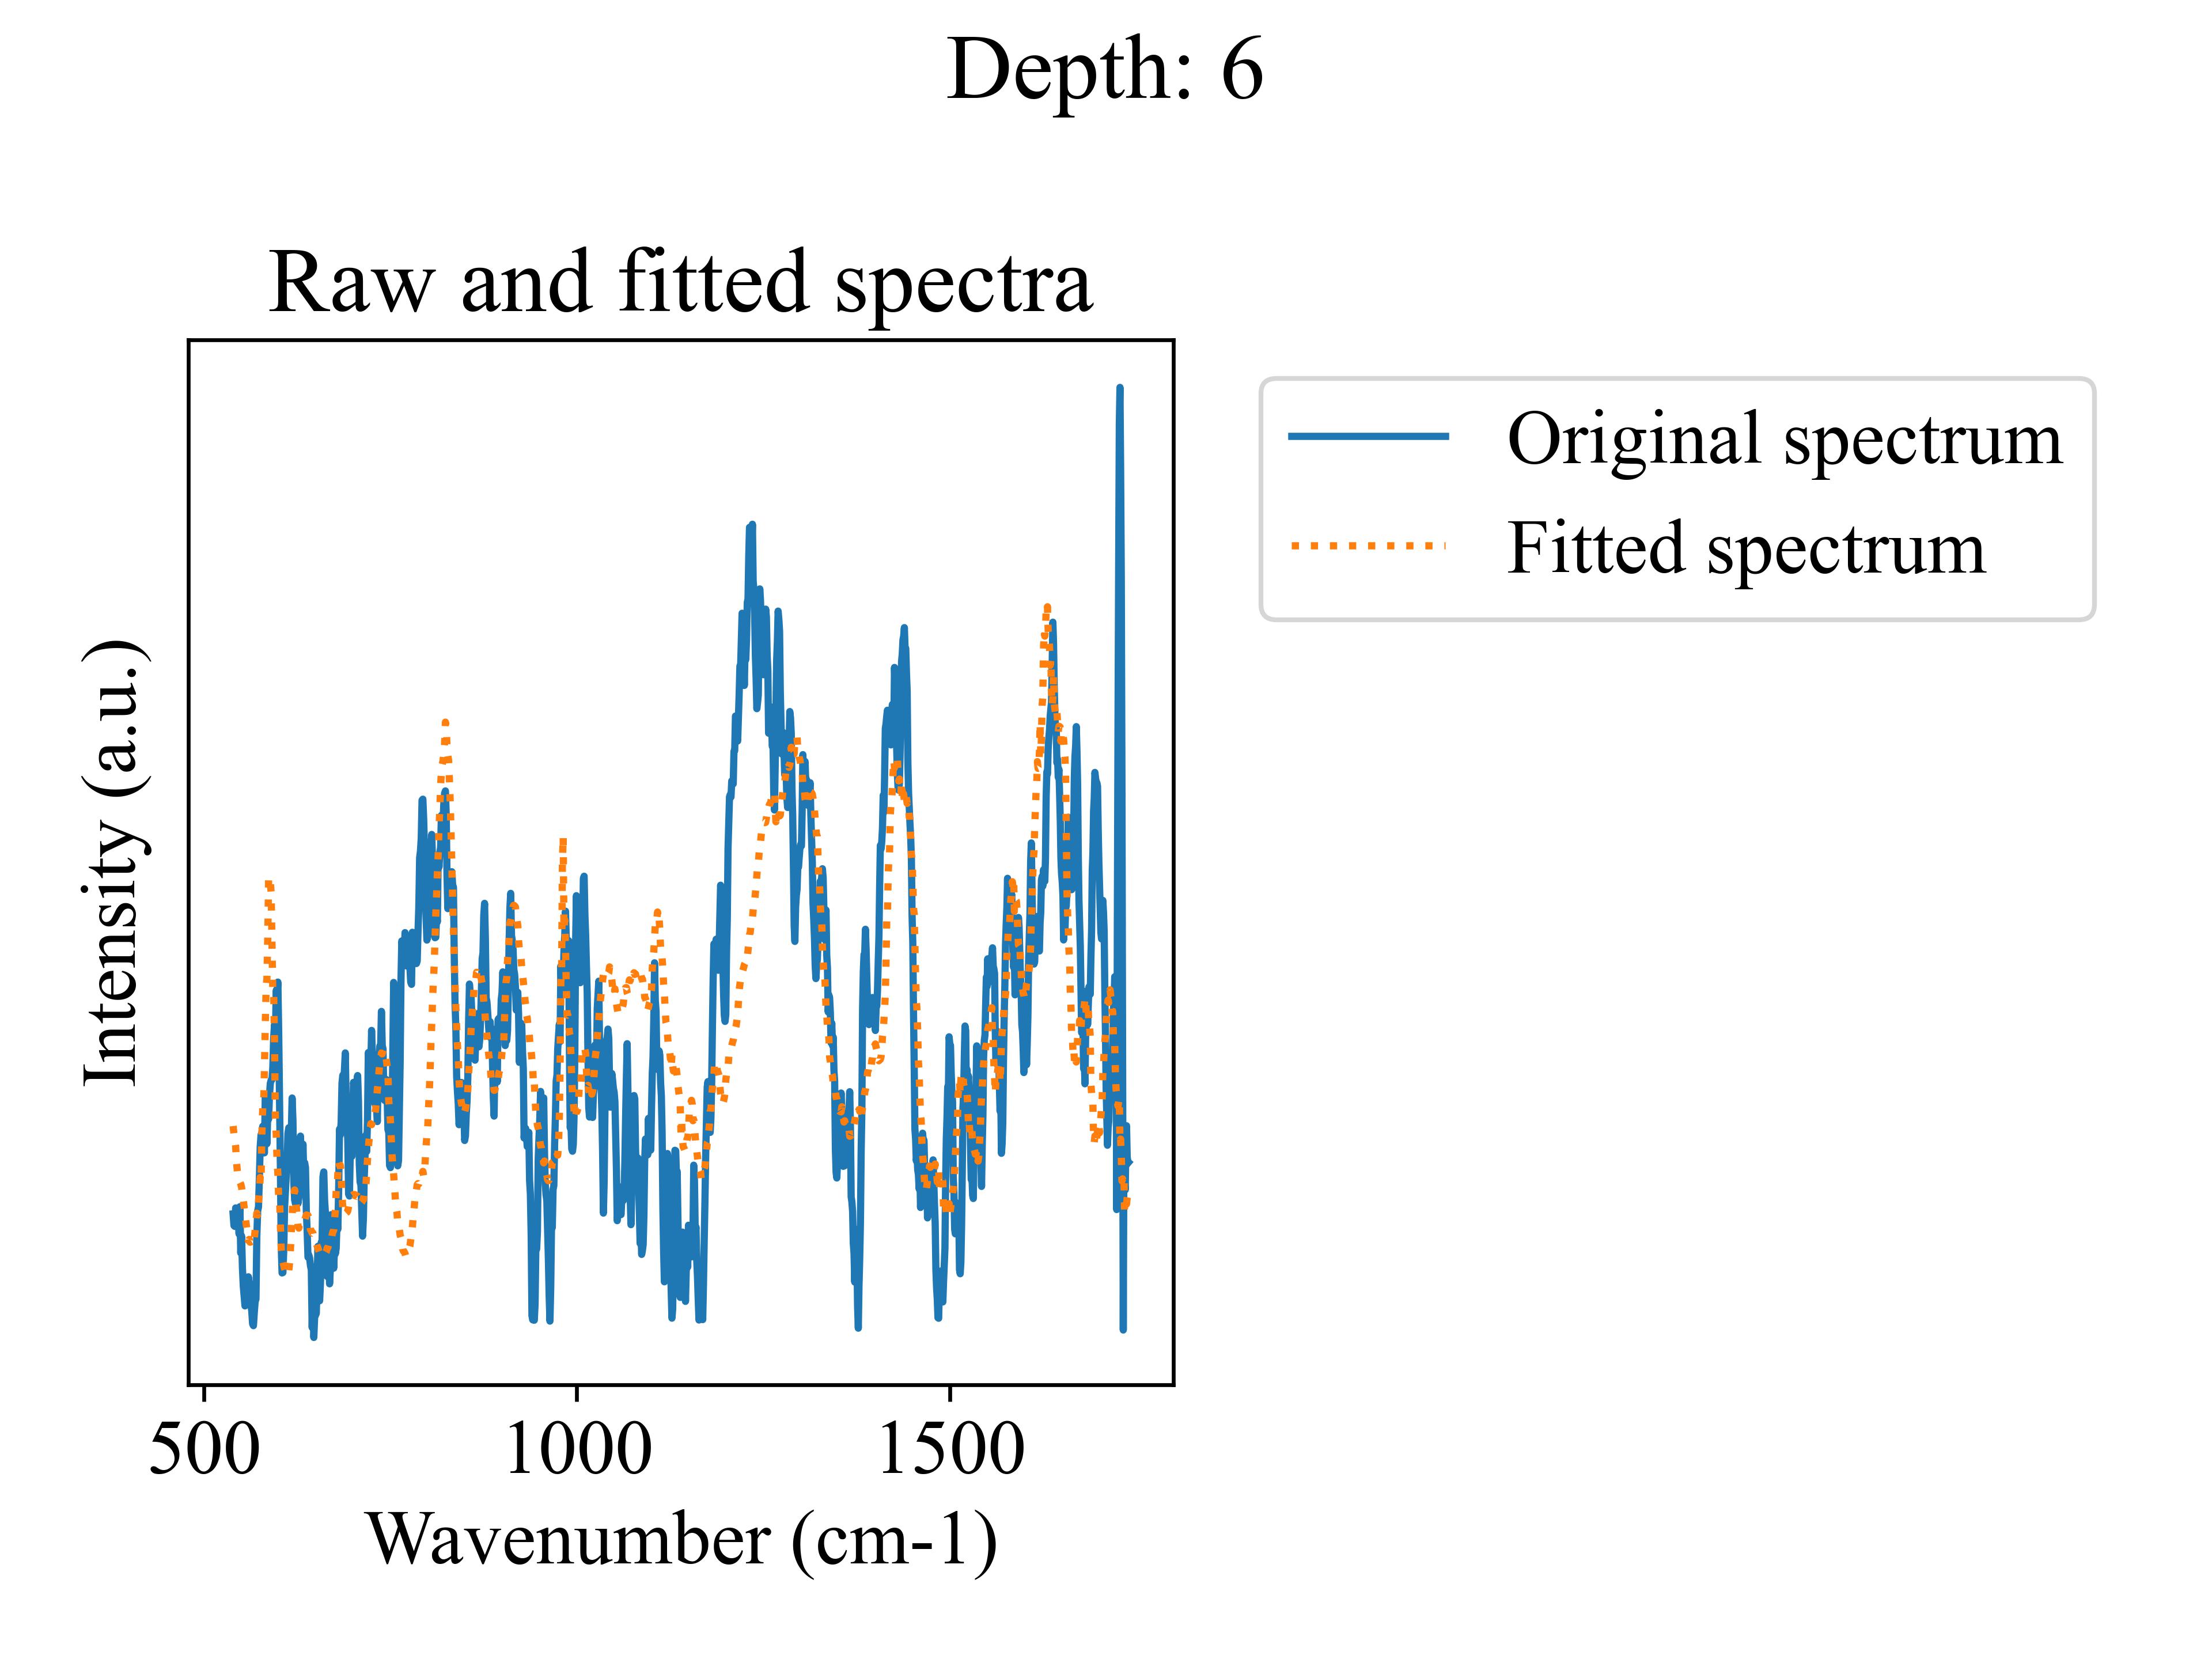 Depth: 6
Raw and fitted spectra
Original spectrum
Fitted spectrum
Intensity (a.u.)
500 1000 1500
Wavenumber (cm-1)